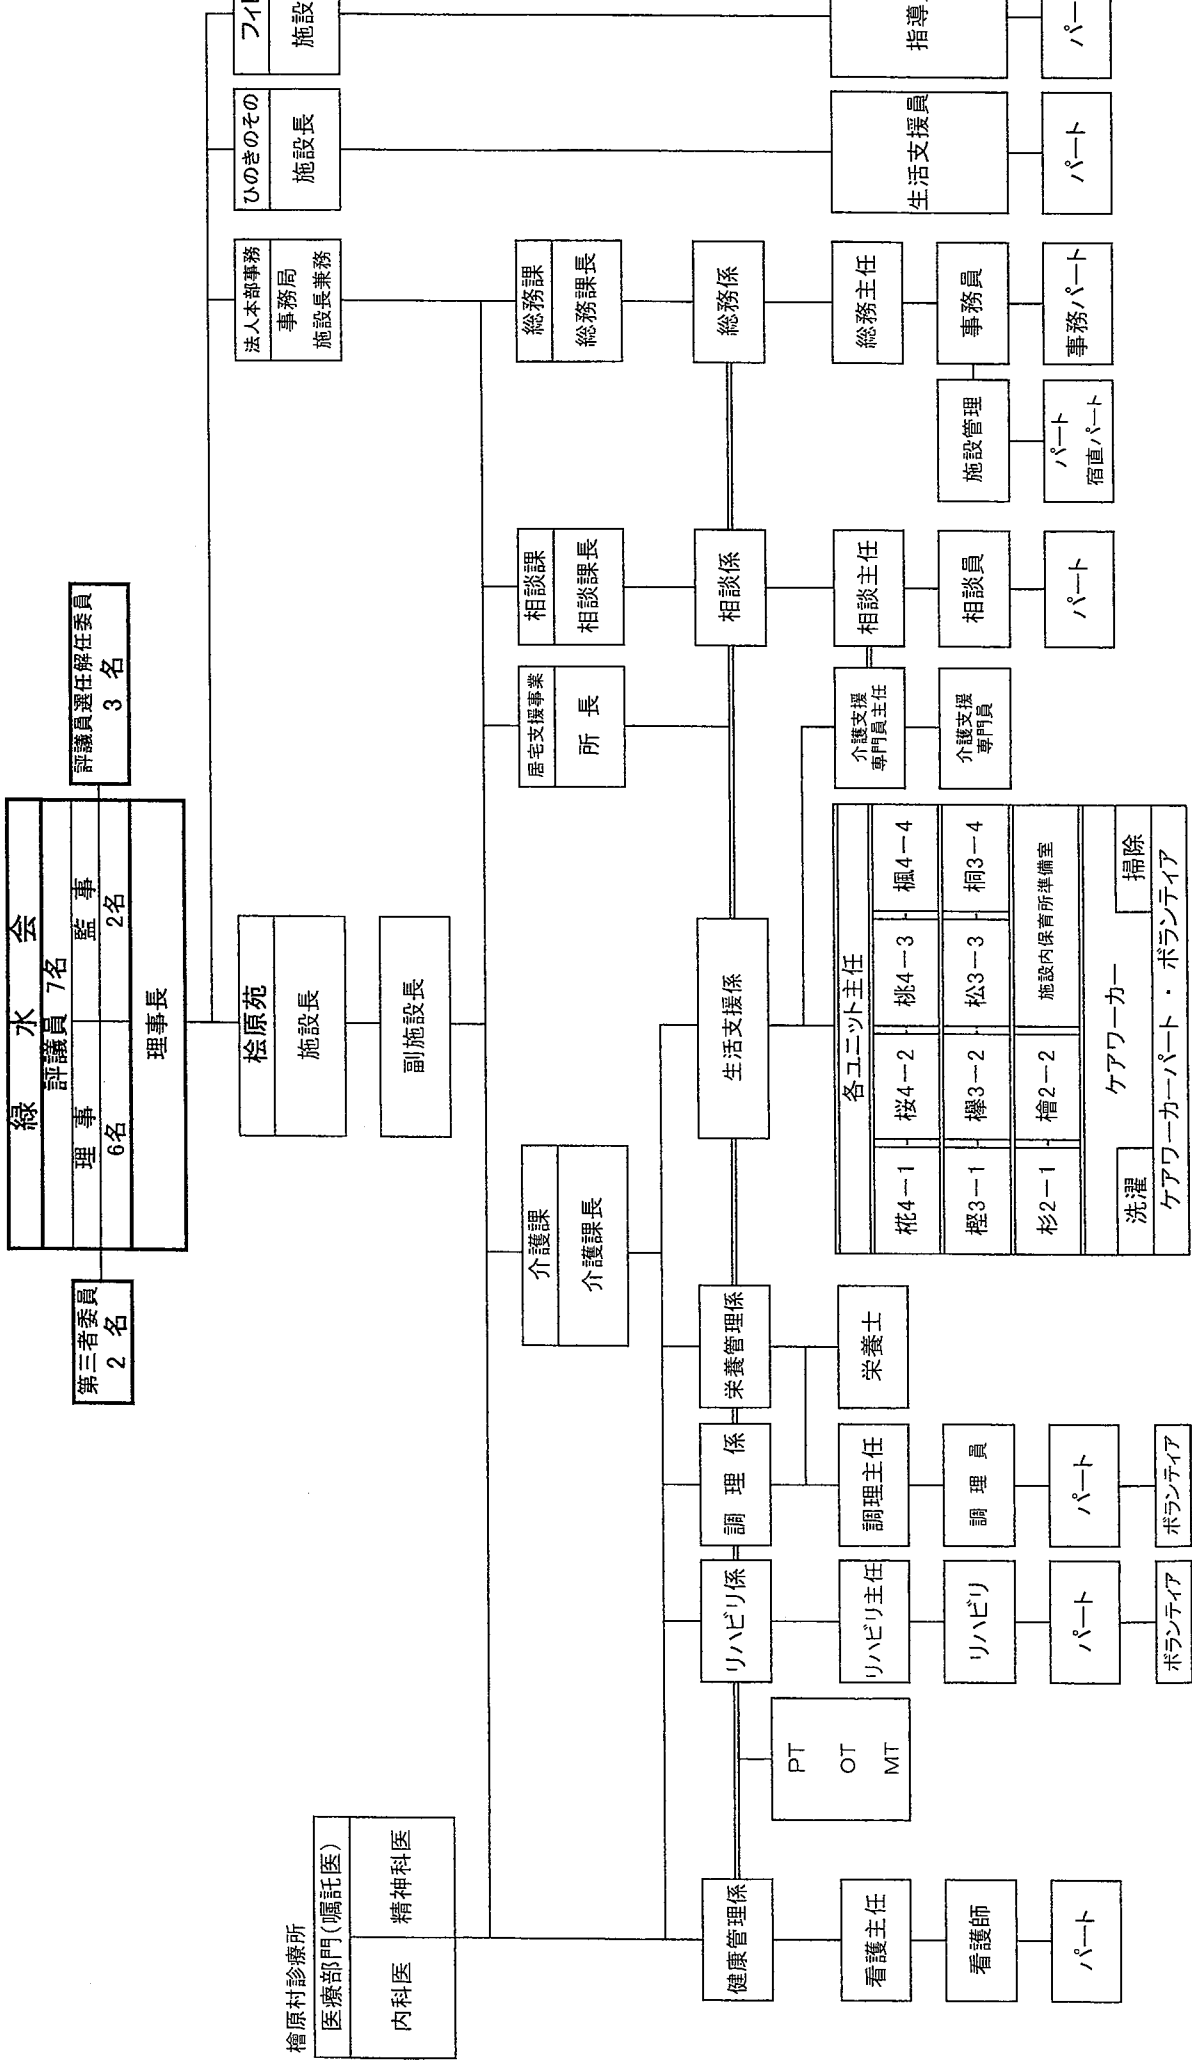 緑　水　会
評議員 7名
理　事
監　事
6名
2名
理事長
第三者委員
2　名
評議員選任解任委員
3　名
桧原苑
施設長
副施設長
法人本部事務
事務局
施設長兼務
ひのきのその
施設長
フィ
施設
檜原村診療所
医療部門(嘱託医)
内科医
精神科医
介護課
介護課長
居宅支援事業
所　長
相談課
相談課長
総務課
総務課長
健康管理係
リハビリ係
調　理　係
栄養管理係
生活支援係
相談係
総務係
PT
OT
MT
看護主任
リハビリ主任
調理主任
栄養士
各ユニット主任
椛4ー1
桜4ー2
桃4ー3
楓4ー4
樫3ー1
欅3ー2
松3ー3
桐3ー4
杉2ー1
檜2ー2
施設内保育所準備室
ケアワーカー
洗濯
掃除
ケアワーカーパート ・ ボランティア
介護支援
専門員主任
相談主任
総務主任
生活支援員
指導
看護師
リハビリ
調　理　員
介護支援
専門員
相談員
施設管理
事務員
パート
パート
パート
パート
パート
宿直パート
事務パート
パート
パー
ボランティア
ボランティア